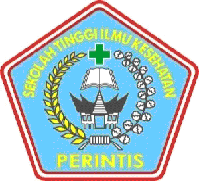 SEKOLAH TINGGI ILMU KESEHATAN
PERINTIS